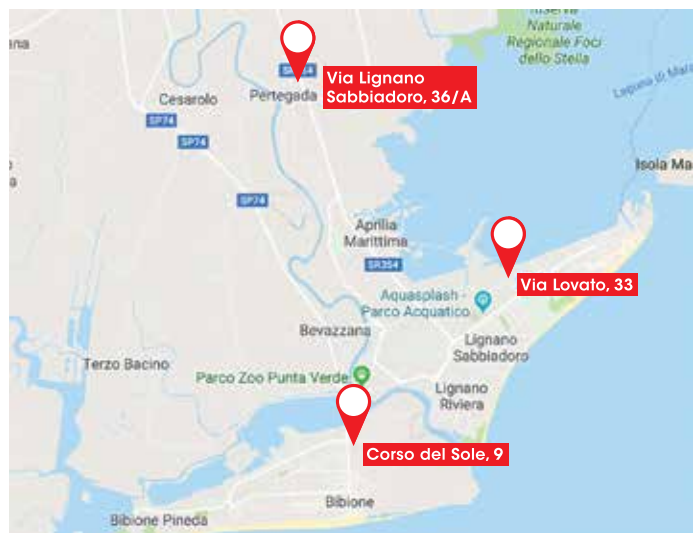 Riserva
Naturale
Regionale Foci
dello Stella
ana
Via Lignano
Sabbiadoro, 36/A
Cesarolo
Pertegada
Laguna di Mara
SP74
SP74
Isola Ma
SP74
Aprilia
Marittima
SR354
Via Lovato, 33
Aquasplash -
Parco Acquatico
Bevazzana
Lignano
Sabbiadoro
Terzo Bacino
Parco Zoo Punta Verde
Lignano
Riviera
Corso del Sole, 9
Bibione
Bibione Pineda